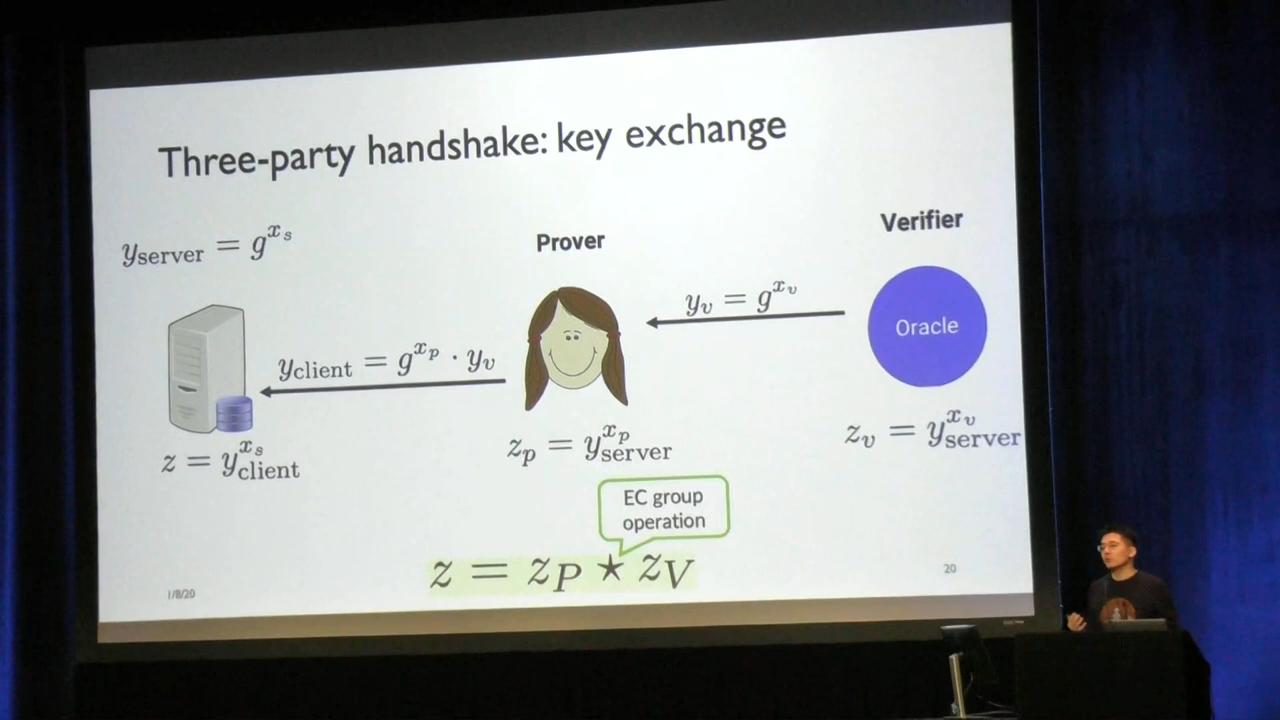 Three-party handshake: key exchange
y_server = g^{x_s}
Prover
Verifier
y_v = g^{x_v}
Oracle
y_client = g^{x_p} · y_v
z = y_client^{x_s}
z_p = y_server^{x_p}
z_v = y_server^{x_v}
EC group
operation
z = z_P ⋆ z_V
1/8/20
20